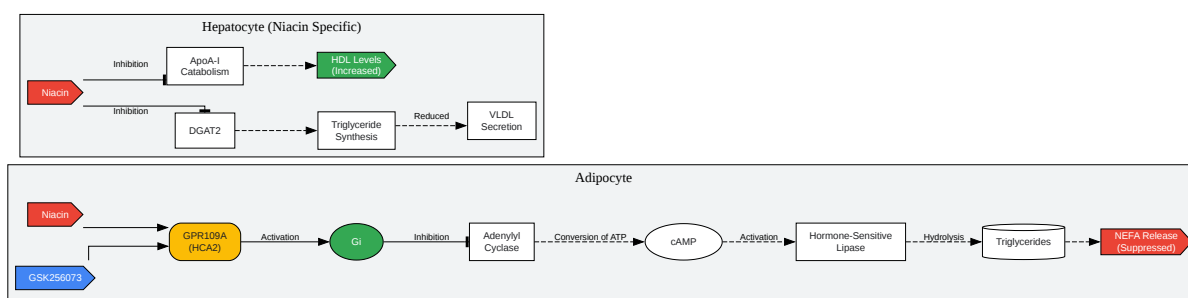 Hepatocyte (Niacin Specific)
Niacin
Inhibition
Inhibition
ApoA-I
Catabolism
HDL Levels
(Increased)
DGAT2
Triglyceride
Synthesis
Reduced
VLDL
Secretion
Adipocyte
Niacin
GSK256073
GPR109A
(HCA2)
Activation
Gi
Inhibition
Adenylyl
Cyclase
Conversion of ATP
cAMP
Activation
Hormone-Sensitive
Lipase
Hydrolysis
Triglycerides
NEFA Release
(Suppressed)